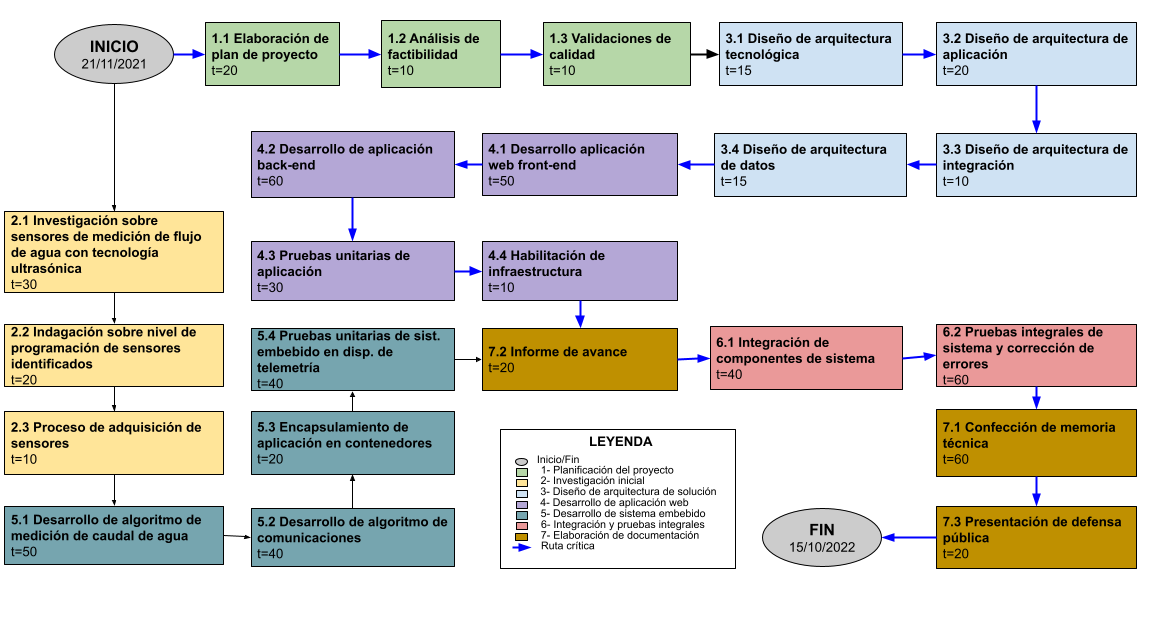 INICIO
21/11/2021
1.1 Elaboración de
plan de proyecto
t=20
1.2 Análisis de
factibilidad
t=10
1.3 Validaciones de
calidad
t=10
3.1 Diseño de arquitectura
tecnológica
t=15
3.2 Diseño de arquitectura de
aplicación
t=20
4.2 Desarrollo de aplicación
back-end
t=60
4.1 Desarrollo aplicación
web front-end
t=50
3.4 Diseño de arquitectura
de datos
t=15
3.3 Diseño de arquitectura de
integración
t=10
2.1 Investigación sobre
sensores de medición de flujo
de agua con tecnología
ultrasónica
t=30
4.3 Pruebas unitarias de
aplicación
t=30
4.4 Habilitación de
infraestructura
t=10
2.2 Indagación sobre nivel de
programación de sensores
identificados
t=20
5.4 Pruebas unitarias de sist.
embebido en disp. de
telemetría
t=40
7.2 Informe de avance
t=20
6.1 Integración de
componentes de sistema
t=40
6.2 Pruebas integrales de
sistema y corrección de
errores
t=60
2.3 Proceso de adquisición de
sensores
t=10
5.3 Encapsulamiento de
aplicación en contenedores
t=20
7.1 Confección de memoria
técnica
t=60
5.1 Desarrollo de algoritmo de
medición de caudal de agua
t=50
5.2 Desarrollo de algoritmo de
comunicaciones
t=40
LEYENDA
Inicio/Fin
1- Planificación del proyecto
2- Investigación inicial
3- Diseño de arquitectura de solución
4- Desarrollo de aplicación web
5- Desarrollo de sistema embebido
6- Integración y pruebas integrales
7- Elaboración de documentación
Ruta crítica
FIN
15/10/2022
7.3 Presentación de defensa
pública
t=20